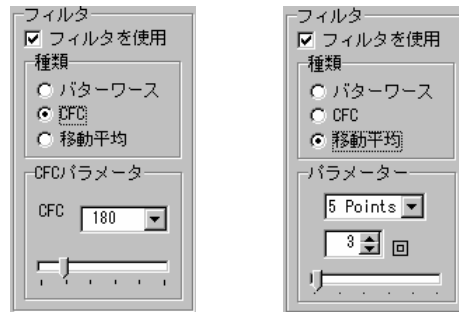 フィルタ
フィルタを使用
種類
バターワース
CFC
移動平均
CFCパラメータ
CFC 180
フィルタ
フィルタを使用
種類
バターワース
CFC
移動平均
パラメーター
5 Points
3 回